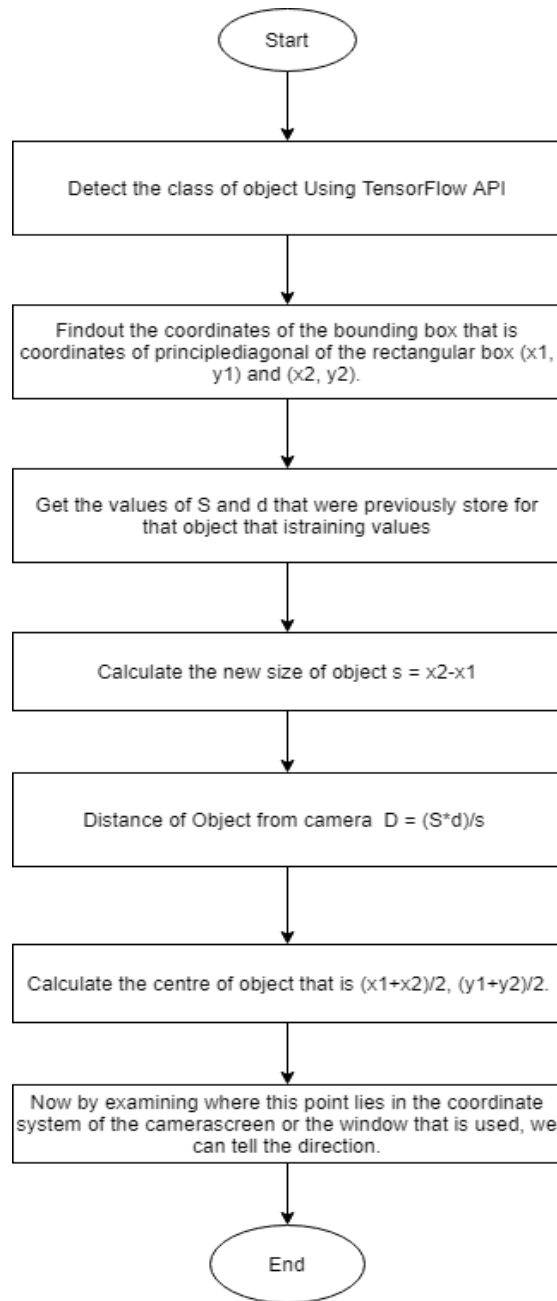 Start
Detect the class of object Using TensorFlow API
Findout the coordinates of the bounding box that is
coordinates of principlediagonal of the rectangular box (x1,
y1) and (x2, y2).
Get the values of S and d that were previously store for
that object that istraining values
Calculate the new size of object s = x2-x1
Distance of Object from camera D = (S*d)/s
Calculate the centre of object that is (x1+x2)/2, (y1+y2)/2.
Now by examining where this point lies in the coordinate
system of the camerascreen or the window that is used, we
can tell the direction.
End